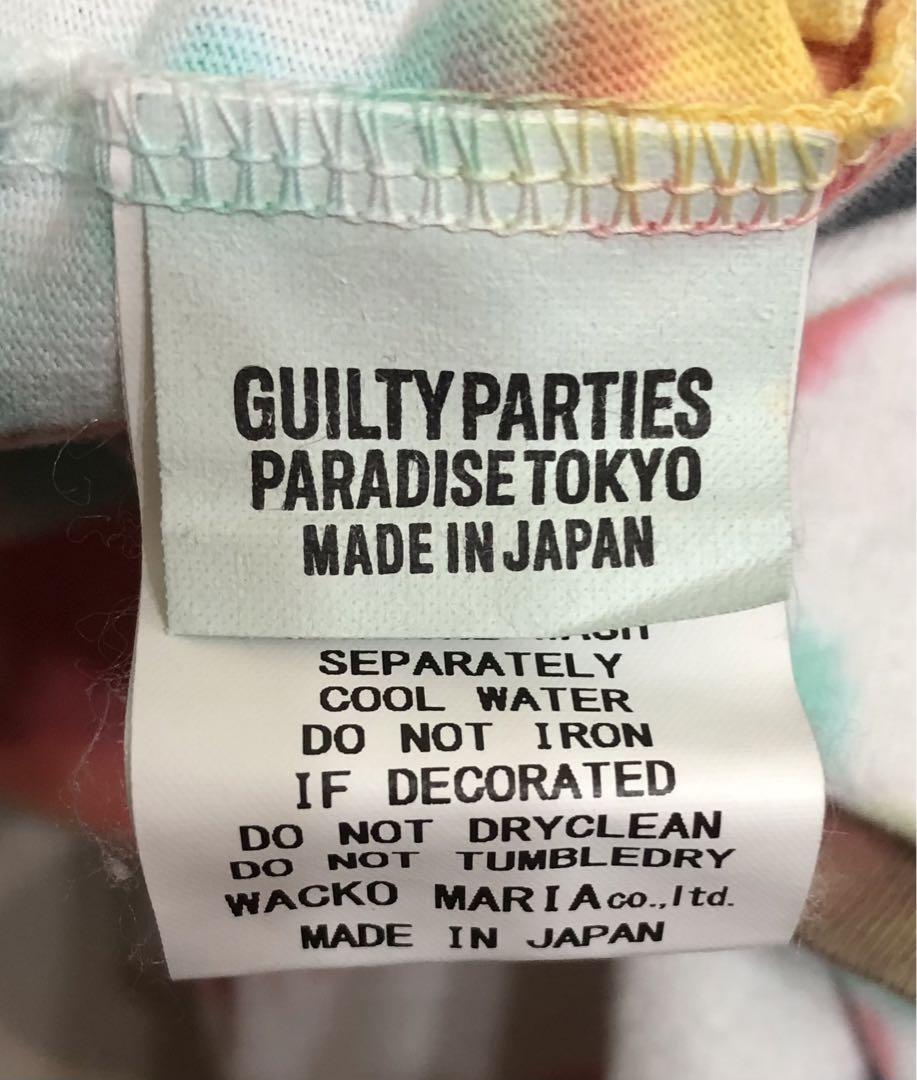 GUILTY PARTIES
PARADISE TOKYO
MADE IN JAPAN
WASH
SEPARATELY
COOL WATER
DO NOT IRON
IF DECORATED
DO NOT DRYCLEAN
DO NOT TUMBLEDRY
WACKO MARIA co.,ltd.
MADE IN JAPAN